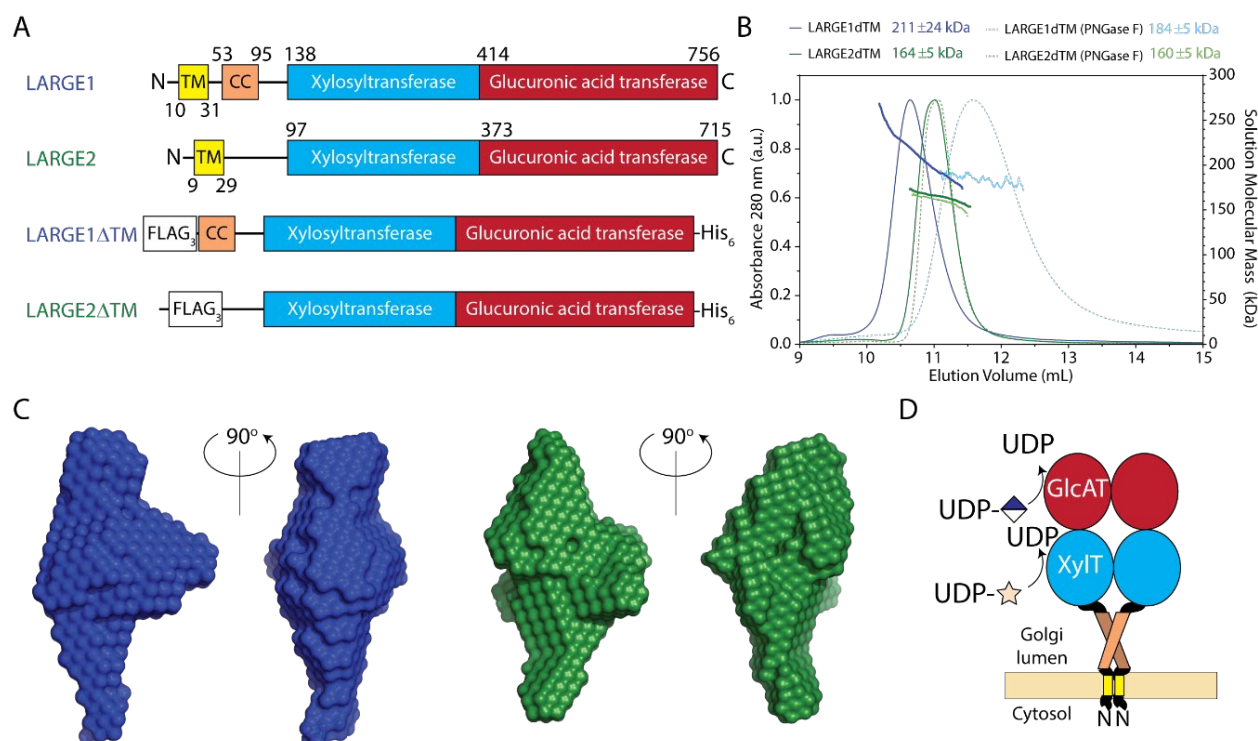 A
53 95 138 414 756
LARGE1 N TM CC Xylosyltransferase Glucuronic acid transferase C
10 31
97 373 715
LARGE2 N TM Xylosyltransferase Glucuronic acid transferase C
9 29
LARGE1ΔTM FLAG₃ CC Xylosyltransferase Glucuronic acid transferase His₆
LARGE2ΔTM FLAG₃ Xylosyltransferase Glucuronic acid transferase His₆
B
LARGE1dTM 211±24 kDa LARGE1dTM (PNGase F) 184±5 kDa
LARGE2dTM 164±5 kDa LARGE2dTM (PNGase F) 160±5 kDa
Absorbance 280 nm (a.u.)
1.0
0.8
0.6
0.4
0.2
0.0
9 10 11 12 13 14 15
Elution Volume (mL)
300
250
200
150
100
50
0
Solution Molecular Mass (kDa)
C
90°
90°
D
UDP
GlcAT
UDP-
UDP
XylT
UDP-
Golgi
lumen
Cytosol
N N